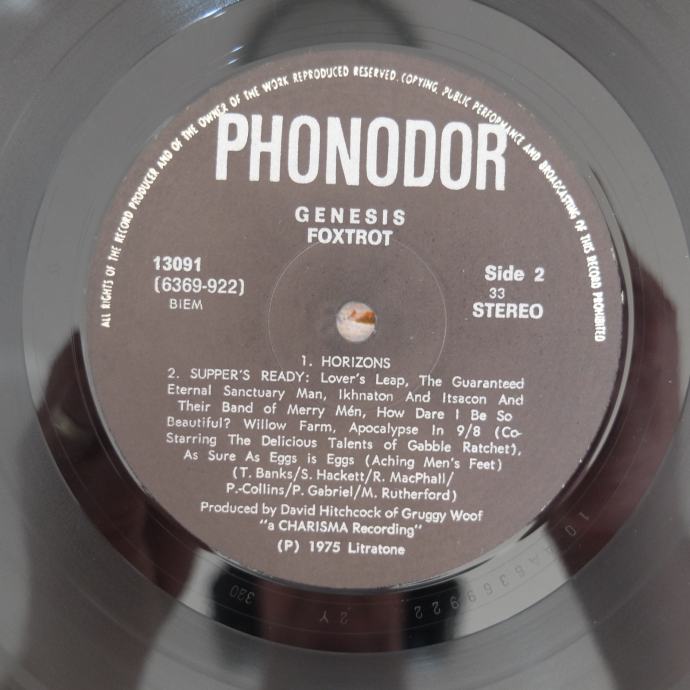 ALL RIGHTS OF THE RECORD PRODUCER AND OF THE OWNER OF THE WORK REPRODUCED RESERVED. COPYING, PUBLIC PERFORMANCE AND BROADCASTING OF THIS RECORD PROHIBITED
PHONODOR
GENESIS
FOXTROT
13091
(6369-922)
BIEM
Side 2
33
STEREO
1. HORIZONS
2. SUPPER'S READY: Lover's Leap, The Guaranteed
Eternal Sanctuary Man, Ikhnaton And Itsacon And
Their Band of Merry Mén, How Dare I Be So
Beautiful? Willow Farm, Apocalypse In 9/8 (Co-
Starring The Delicious Talents of Gabble Ratchet),
As Sure As Eggs is Eggs (Aching Men's Feet)
(T. Banks/S. Hackett/R. MacPhall/
P.-Collins/P. Gabriel/M. Rutherford)
Produced by David Hitchcock of Gruggy Woof
"a CHARISMA Recording"
(P) 1975 Litratone
320
2 Y